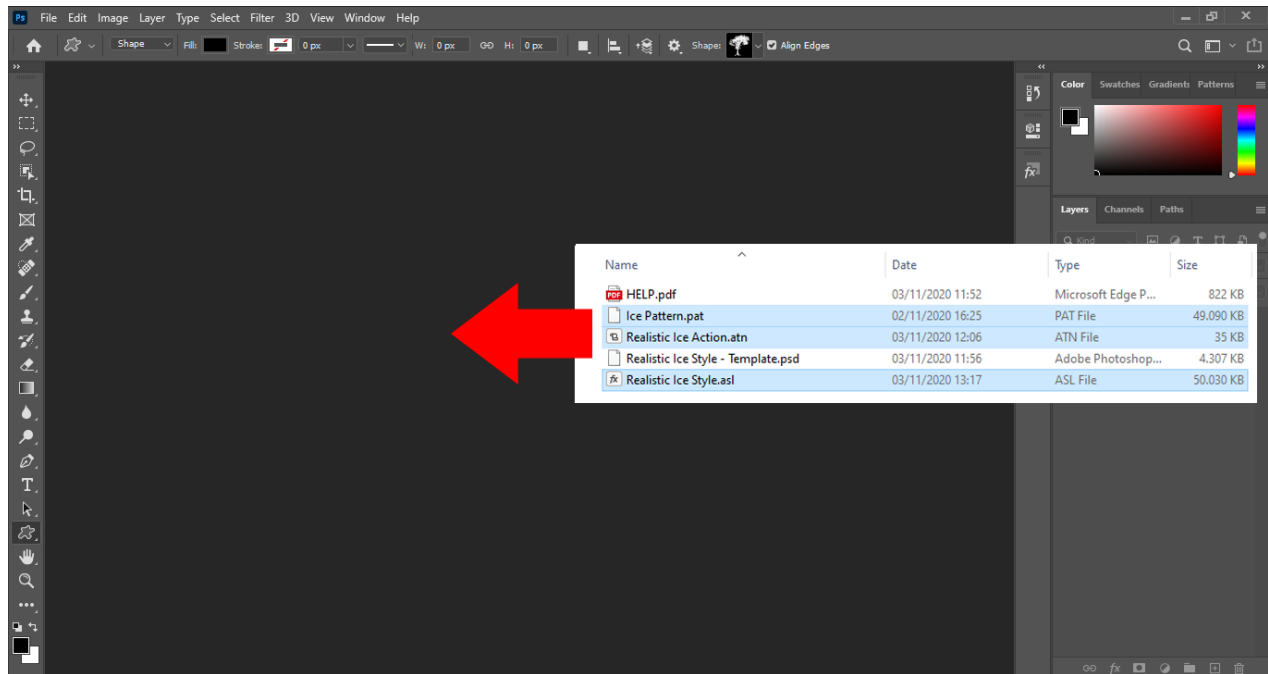 Ps File Edit Image Layer Type Select Filter 3D View Window Help
Shape Fill: Stroke: 0 px W: 0 px H: 0 px Shape: Align Edges
Color Swatches Gradients Patterns
Layers Channels Paths
Kind
Name Date Type Size
PDF HELP.pdf 03/11/2020 11:52 Microsoft Edge P... 822 KB
Ice Pattern.pat 02/11/2020 16:25 PAT File 49.090 KB
Realistic Ice Action.atn 03/11/2020 12:06 ATN File 35 KB
Realistic Ice Style - Template.psd 03/11/2020 11:56 Adobe Photoshop... 4.307 KB
fx Realistic Ice Style.asl 03/11/2020 13:17 ASL File 50.030 KB